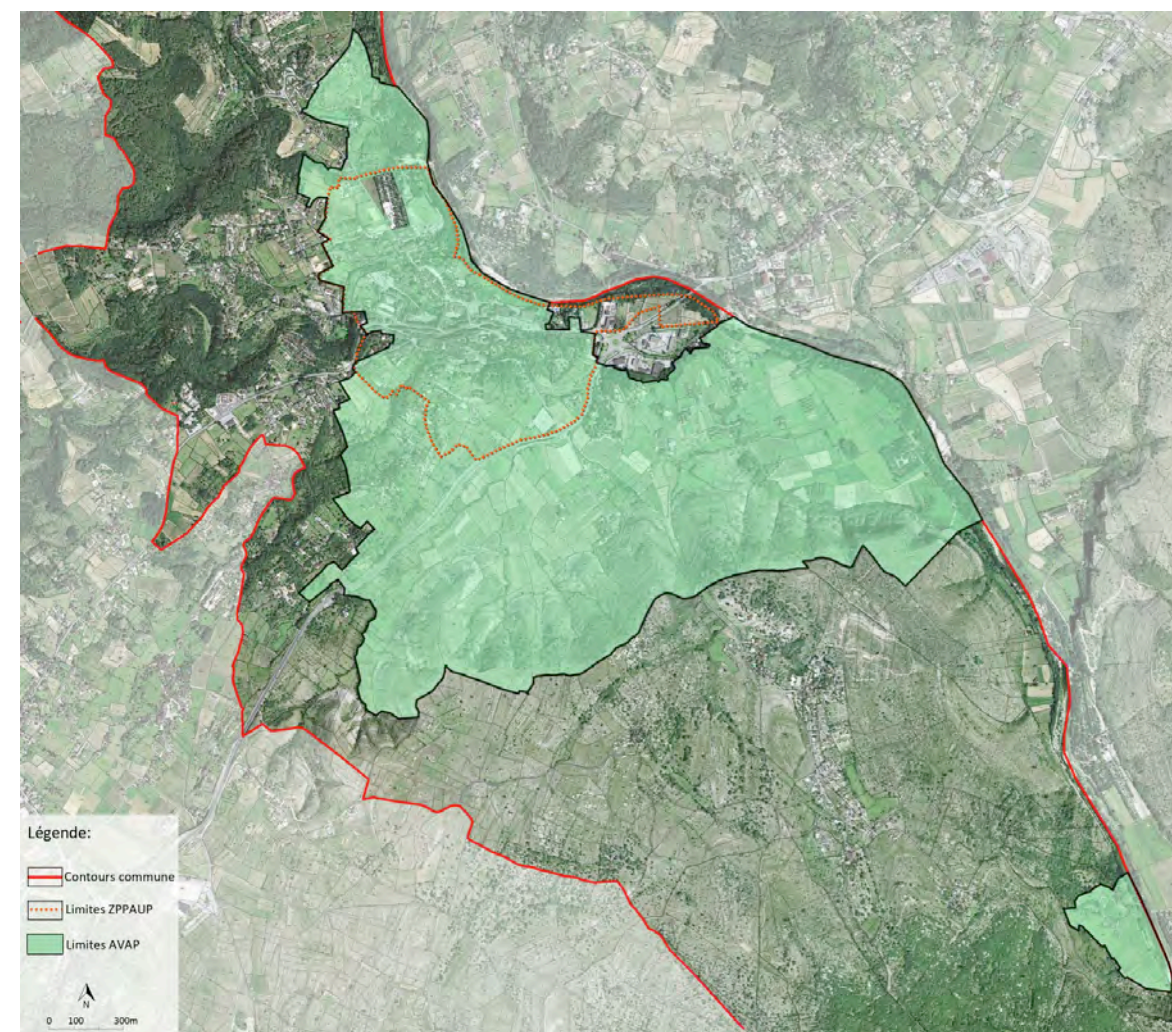 Légende:
Contours commune
Limites ZPPAUP
Limites AVAP
N
0 100 300m